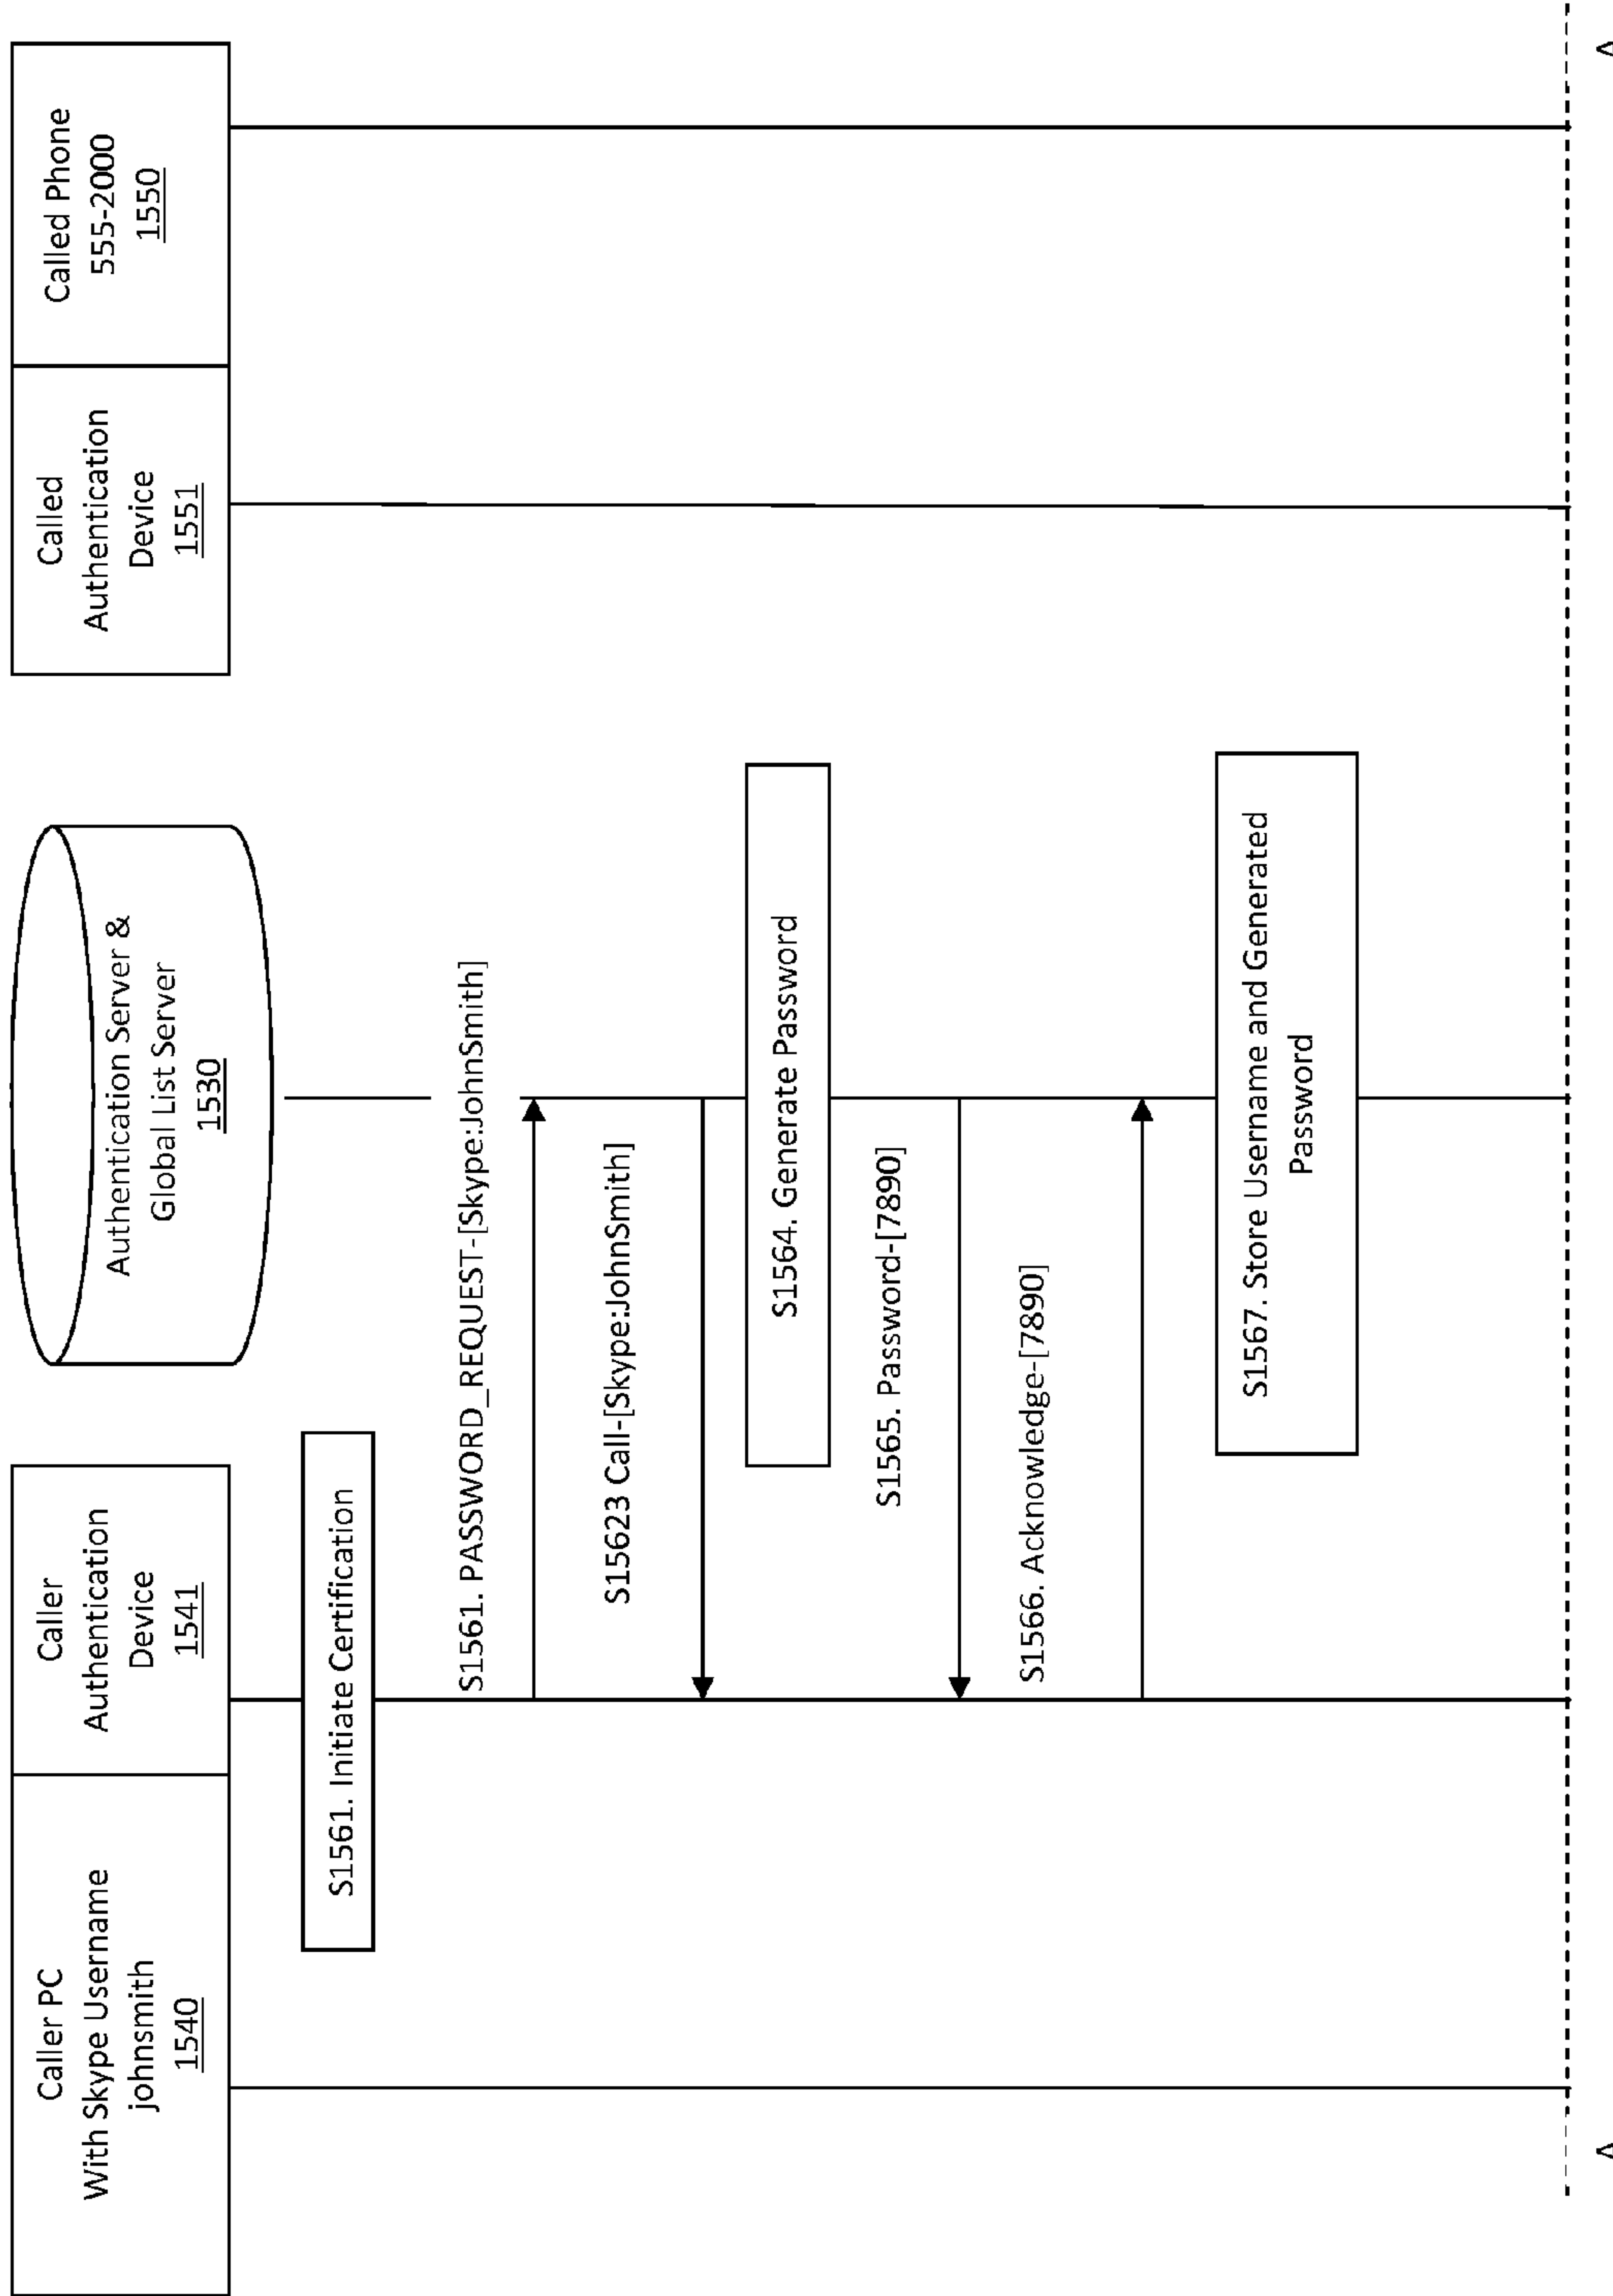 Caller PC
With Skype Username
johnsmith
1540
Caller
Authentication
Device
1541
Authentication Server &
Global List Server
1530
Called
Authentication
Device
1551
Called Phone
555-2000
1550
S1561. Initiate Certification
S1561. PASSWORD_REQUEST-[Skype:JohnSmith]
S15623 Call-[Skype:JohnSmith]
S1564. Generate Password
S1565. Password-[7890]
S1566. Acknowledge-[7890]
S1567. Store Username and Generated
Password
A
A